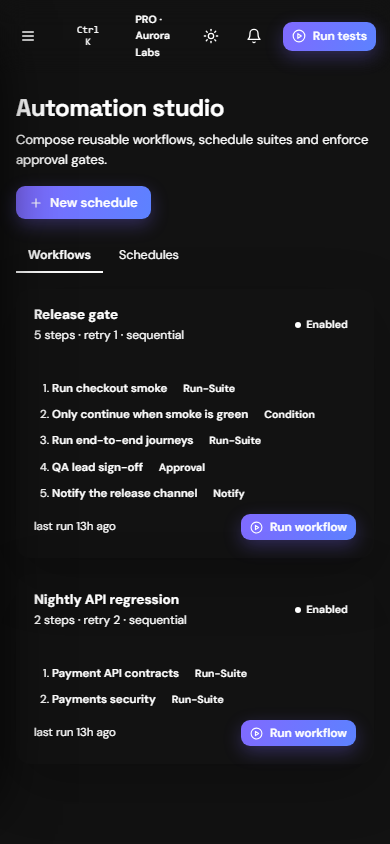 Ctrl
K
PRO ·
Aurora
Labs
Run tests
Automation studio
Compose reusable workflows, schedule suites and enforce
approval gates.
+ New schedule
Workflows Schedules
Release gate
5 steps · retry 1 · sequential
Enabled
1. Run checkout smoke Run-Suite
2. Only continue when smoke is green Condition
3. Run end-to-end journeys Run-Suite
4. QA lead sign-off Approval
5. Notify the release channel Notify
last run 13h ago Run workflow
Nightly API regression
2 steps · retry 2 · sequential
Enabled
1. Payment API contracts Run-Suite
2. Payments security Run-Suite
last run 13h ago Run workflow